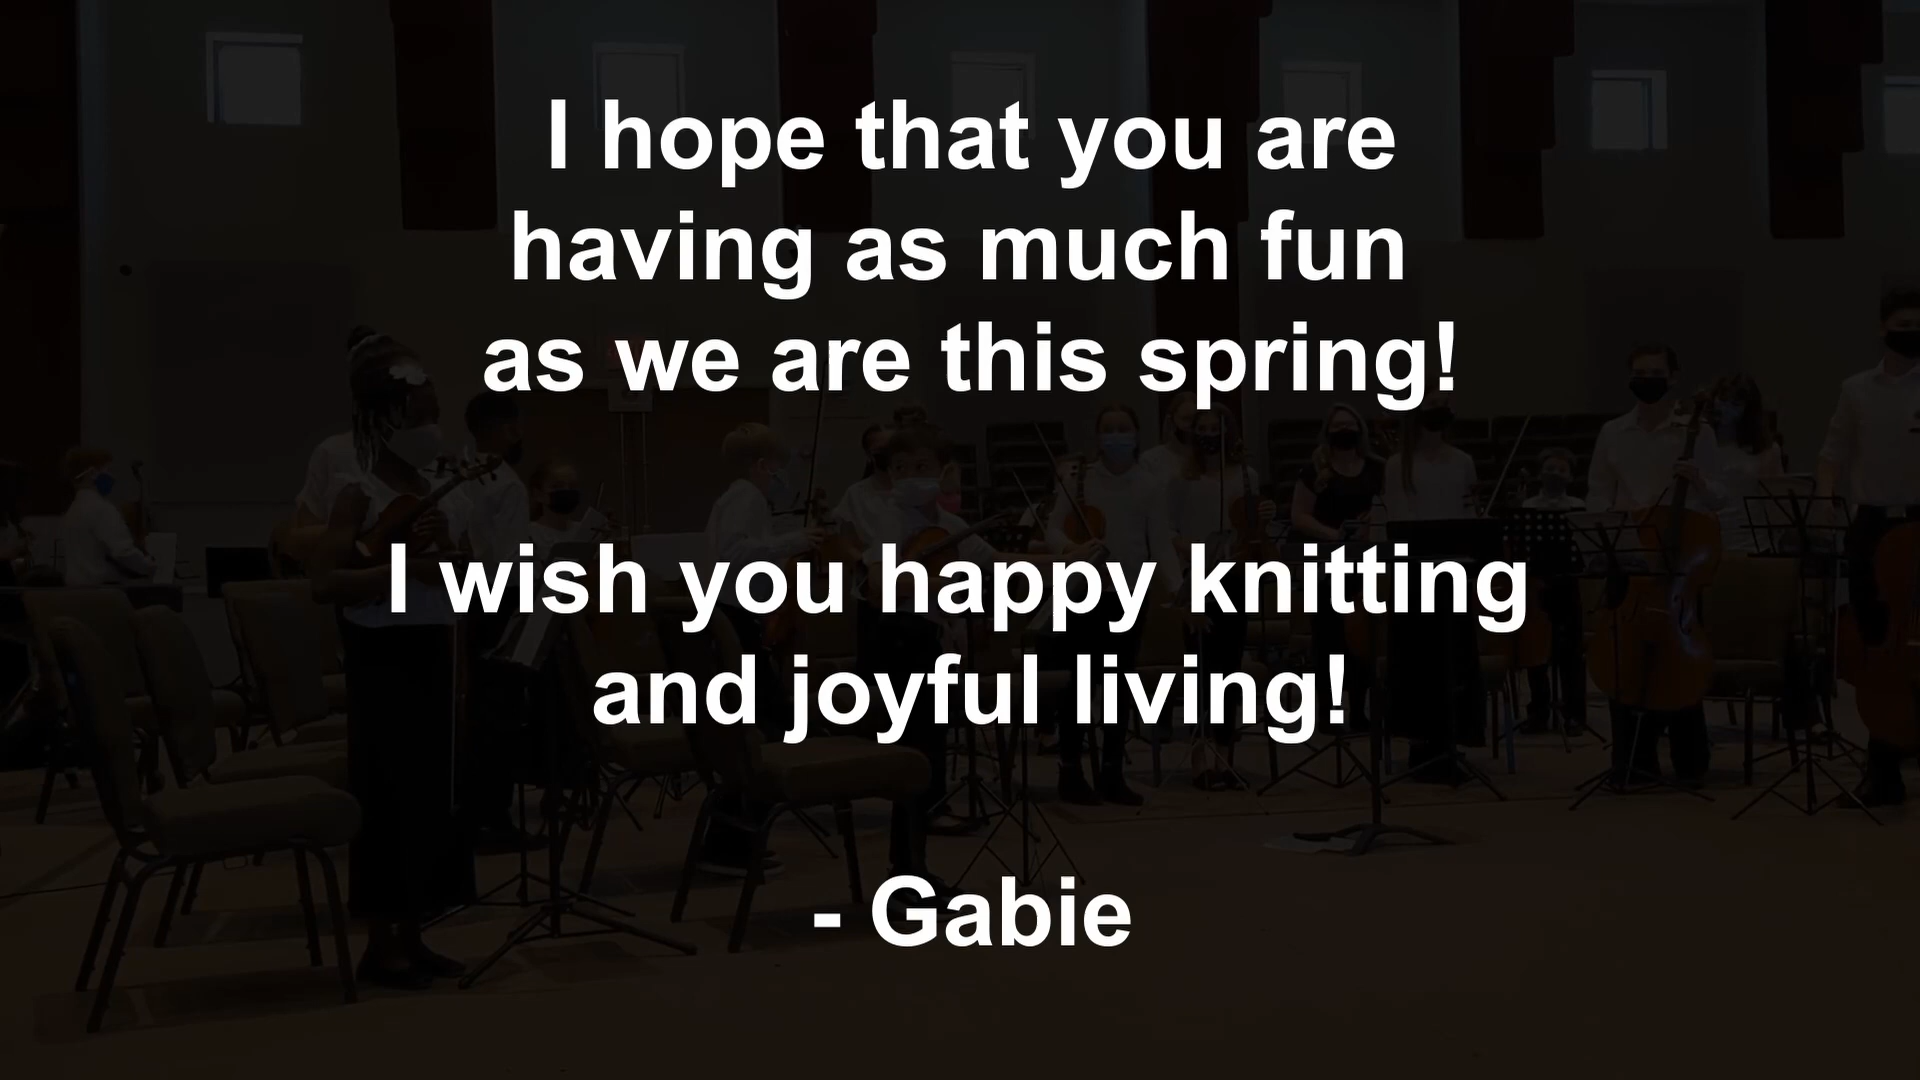 I hope that you are
having as much fun
as we are this spring!
I wish you happy knitting
and joyful living!
- Gabie